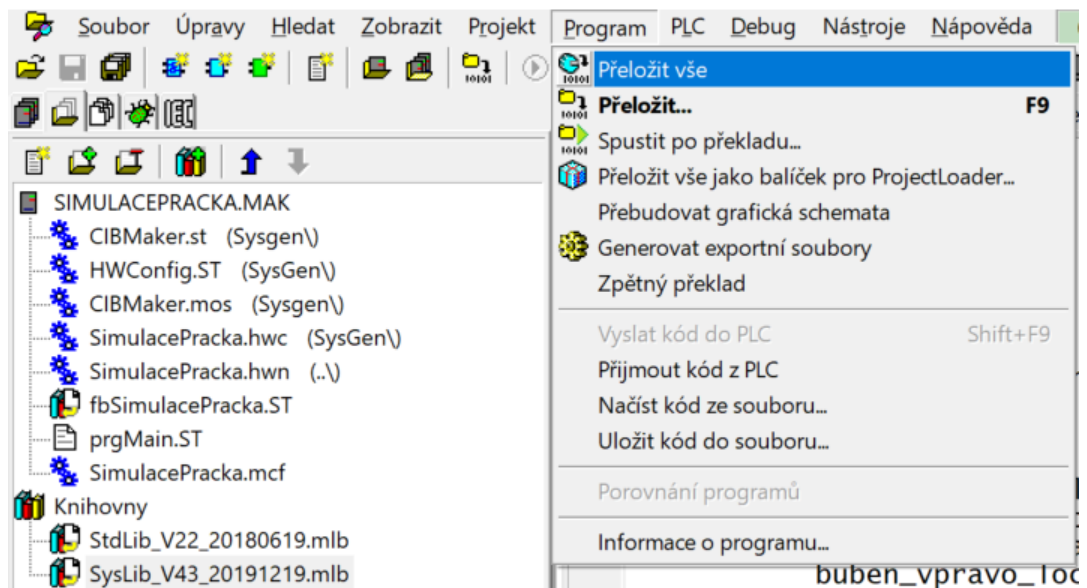 Soubor Úpravy Hledat Zobrazit Projekt Program PLC Debug Nástroje Nápověda
Přeložit vše
Přeložit... F9
Spustit po překladu...
Přeložit vše jako balíček pro ProjectLoader...
Přebudovat grafická schemata
Generovat exportní soubory
Zpětný překlad
Vyslat kód do PLC Shift+F9
Přijmout kód z PLC
Načíst kód ze souboru...
Uložit kód do souboru...
Porovnání programů
Informace o programu...
SIMULACEPRACKA.MAK
CIBMaker.st (Sysgen\)
HWConfig.ST (SysGen\)
CIBMaker.mos (Sysgen\)
SimulacePracka.hwc (SysGen\)
SimulacePracka.hwn (..\)
fbSimulacePracka.ST
prgMain.ST
SimulacePracka.mcf
Knihovny
StdLib_V22_20180619.mlb
SysLib_V43_20191219.mlb
buben_vpravo_loc